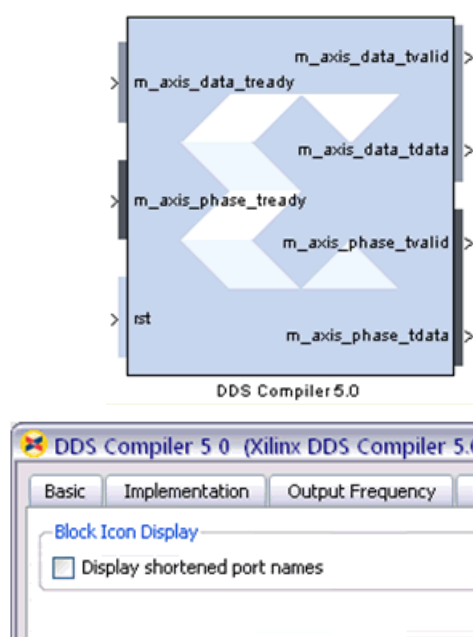 m_axis_data_tvalid
m_axis_data_tready
m_axis_data_tdata
m_axis_phase_tready
m_axis_phase_tvalid
rst
m_axis_phase_tdata
DDS Compiler 5.0
DDS Compiler 5 0 (Xilinx DDS Compiler 5.
Basic Implementation Output Frequency
Block Icon Display
Display shortened port names